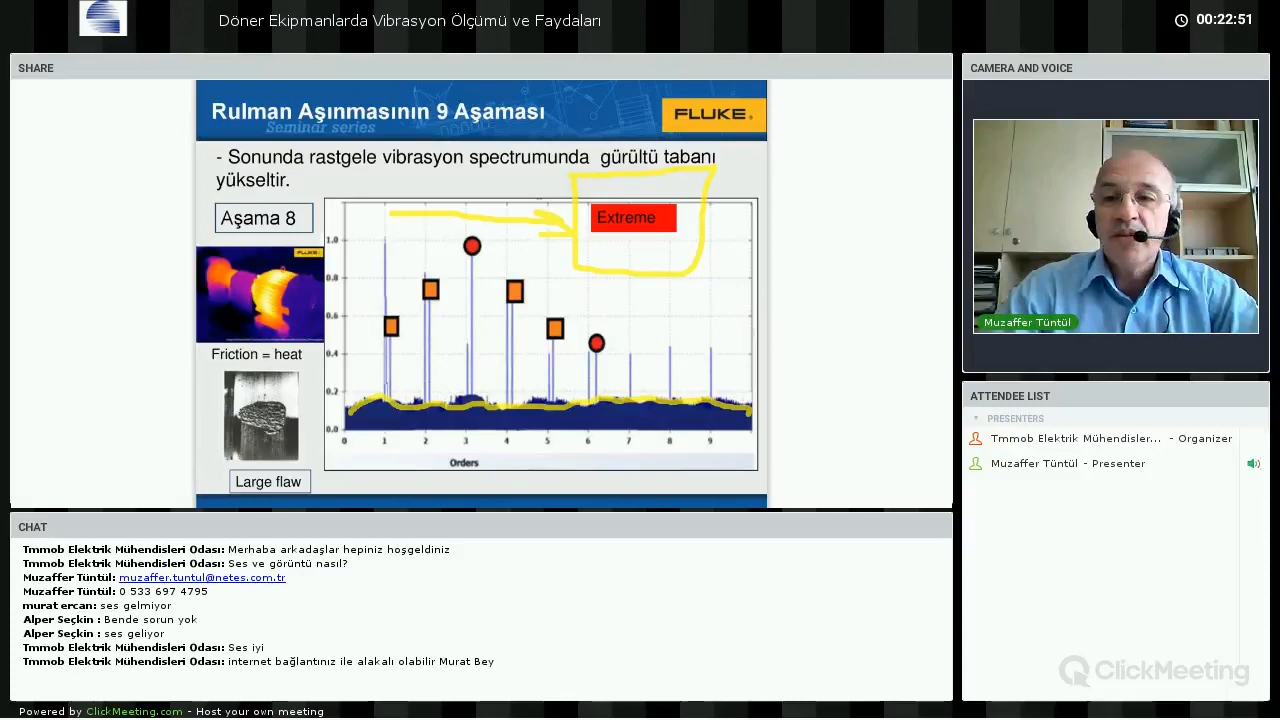 Döner Ekipmanlarda Vibrasyon Ölçümü ve Faydaları
00:22:51
SHARE
Rulman Aşınmasının 9 Aşaması
Seminar series
FLUKE®
- Sonunda rastgele vibrasyon spectrumunda gürültü tabanı
yükseltir.
Aşama 8
Extreme
FLUKE
1.0
0.8
0.6
0.4
0.2
0.0
0 1 2 3 4 5 6 7 8 9
Orders
Friction = heat
Large flaw
CAMERA AND VOICE
Muzaffer Tüntül
ATTENDEE LIST
PRESENTERS
Tmmob Elektrik Mühendisler... - Organizer
Muzaffer Tüntül - Presenter
CHAT
Tmmob Elektrik Mühendisleri Odası: Merhaba arkadaşlar hepiniz hoşgeldiniz
Tmmob Elektrik Mühendisleri Odası: Ses ve görüntü nasıl?
Muzaffer Tüntül: muzaffer.tuntul@netes.com.tr
Muzaffer Tüntül: 0 533 697 4795
murat ercan: ses gelmiyor
Alper Seçkin : Bende sorun yok
Alper Seçkin : ses geliyor
Tmmob Elektrik Mühendisleri Odası: Ses iyi
Tmmob Elektrik Mühendisleri Odası: internet bağlantınız ile alakalı olabilir Murat Bey
ClickMeeting
Powered by ClickMeeting.com - Host your own meeting